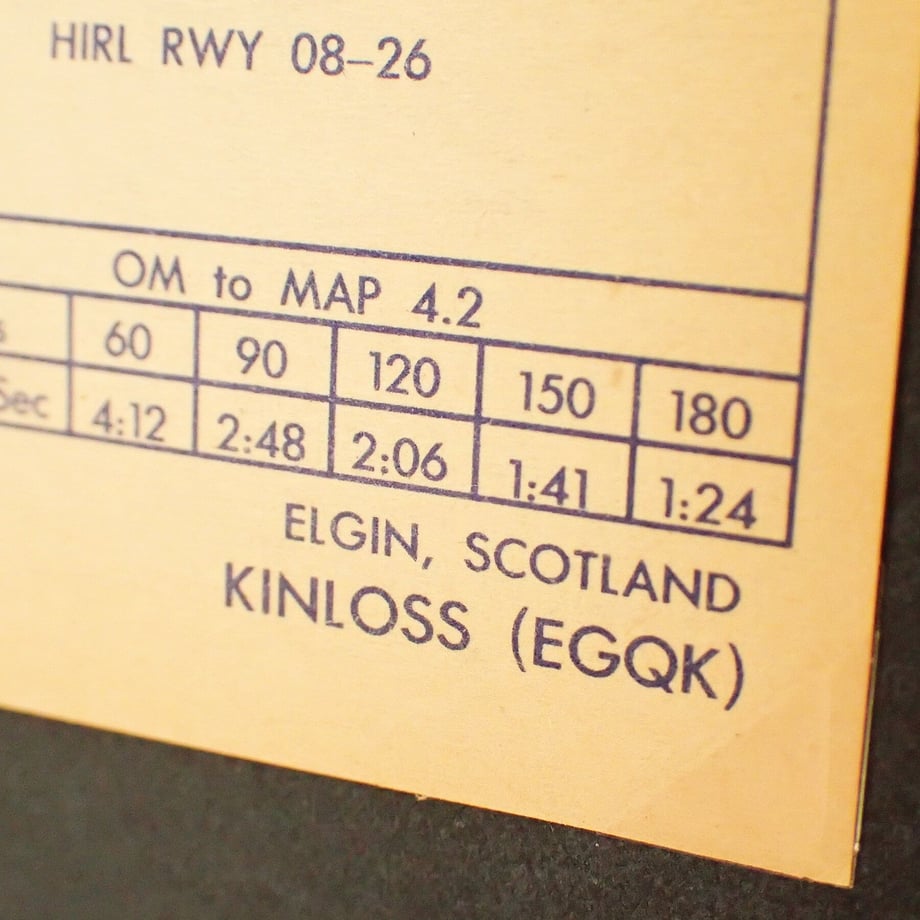 HIRL RWY 08–26
OM to MAP 4.2
60 90 120 150 180
Sec 4:12 2:48 2:06 1:41 1:24
ELGIN, SCOTLAND
KINLOSS (EGQK)